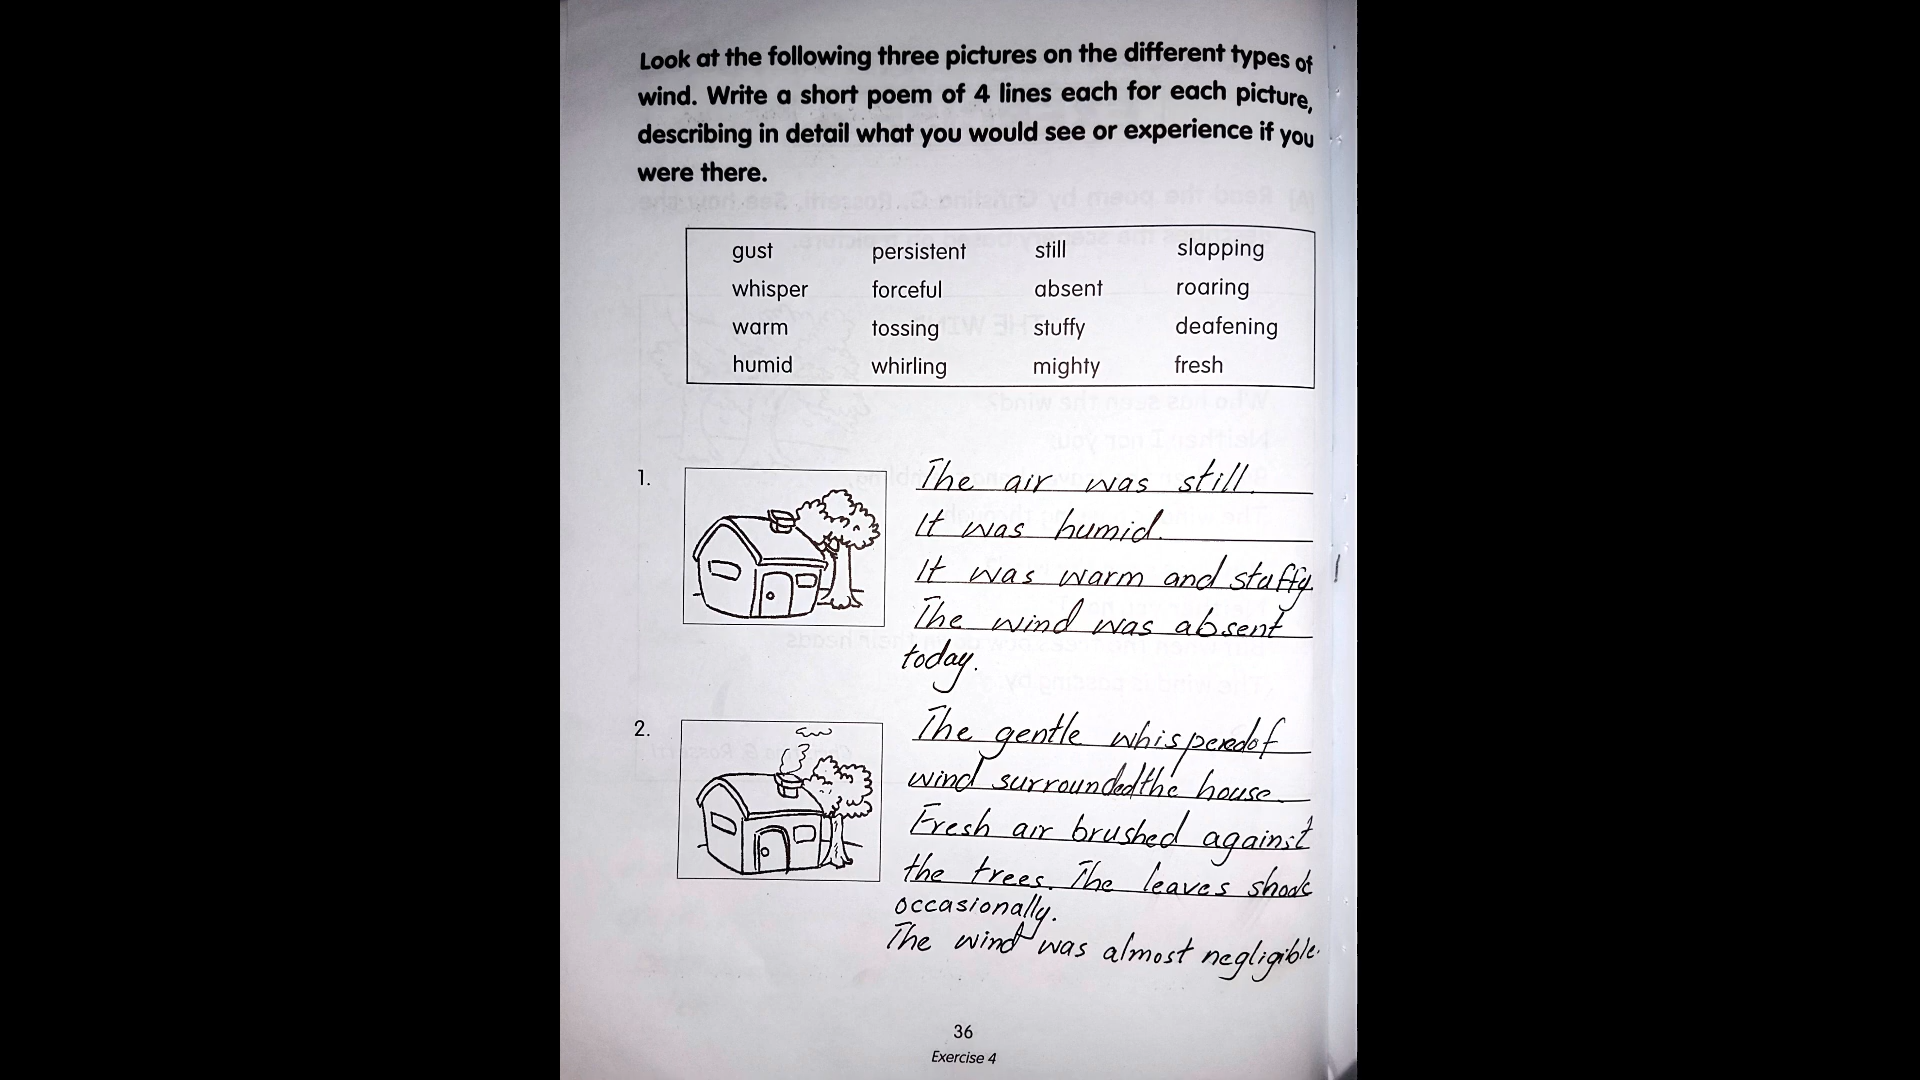 Look at the following three pictures on the different types of
wind. Write a short poem of 4 lines each for each picture,
describing in detail what you would see or experience if you
were there.
gust persistent still slapping
whisper forceful absent roaring
warm tossing stuffy deafening
humid whirling mighty fresh
1.
The air was still.
It was humid.
It was warm and stuffy.
The wind was absent
today.
2.
The gentle whisperedof
wind surroundedthe house.
Fresh air brushed against
the trees. The leaves shook
occasionally.
The wind was almost negligible.
36
Exercise 4